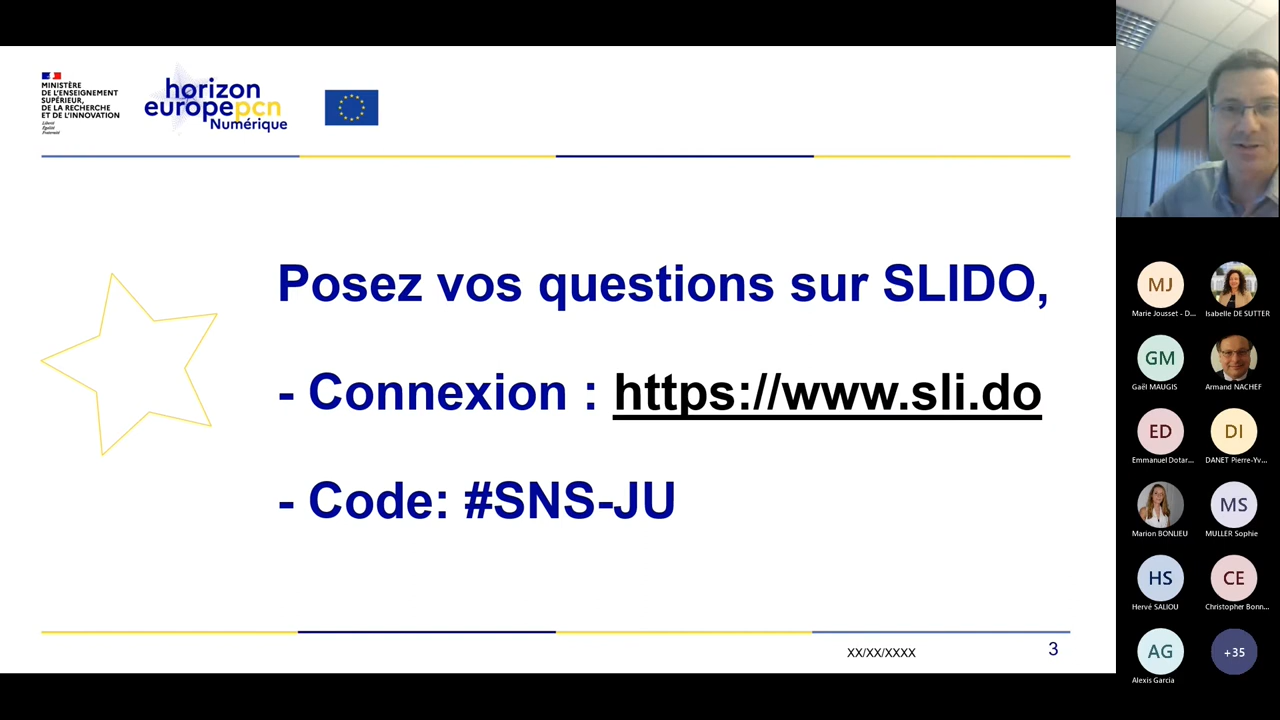 MINISTÈRE
DE L'ENSEIGNEMENT
SUPÉRIEUR,
DE LA RECHERCHE
ET DE L'INNOVATION
Liberté
Égalité
Fraternité
horizon
europepcn
Numérique
Posez vos questions sur SLIDO,
- Connexion : https://www.sli.do
- Code: #SNS-JU
XX/XX/XXXX
3
MJ
Marie Jousset - D...
Isabelle DE SUTTER
GM
Gaël MAUGIS
Armand NACHEF
ED
Emmanuel Dotar...
DI
DANET Pierre-Yv...
Marion BONLIEU
MS
MULLER Sophie
HS
Hervé SALIOU
CE
Christopher Bonn...
AG
Alexis Garcia
+35